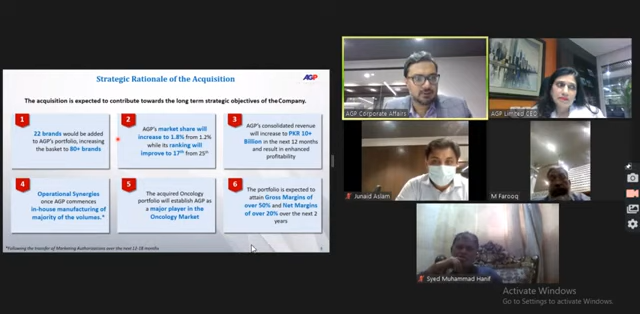 Strategic Rationale of the Acquisition
AGP
The acquisition is expected to contribute towards the long term strategic objectives of the Company.
1
22 brands would be added
to AGP's portfolio, increasing
the basket to 80+ brands
2
AGP's market share will
increase to 1.8% from 1.2%
while its ranking will
improve to 17th from 25th
3
AGP's consolidated revenue
will increase to PKR 10+
Billion in the next 12 months
and result in enhanced
profitability
4
Operational Synergies
once AGP commences
in-house manufacturing of
majority of the volumes.*
5
The acquired Oncology
portfolio will establish AGP as
a major player in the
Oncology Market
6
The portfolio is expected to
attain Gross Margins of
over 50% and Net Margins
of over 20% over the next 2
years
*Following the transfer of Marketing Authorizations over the next 12-18 months
AGP Corporate Affairs
AGP Limited CEO
Junaid Aslam
M Farooq
Syed Muhammad Hanif
Activate Windows
Go to Settings to activate Windows.